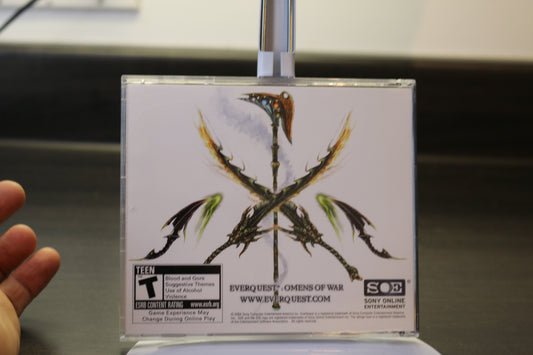 TEEN
T
Blood and Gore
Suggestive Themes
Use of Alcohol
Violence
ESRB CONTENT RATING www.esrb.org
Game Experience May
Change During Online Play
EVERQUEST: OMENS OF WAR
WWW.EVERQUEST.COM
SOE
SONY ONLINE
ENTERTAINMENT